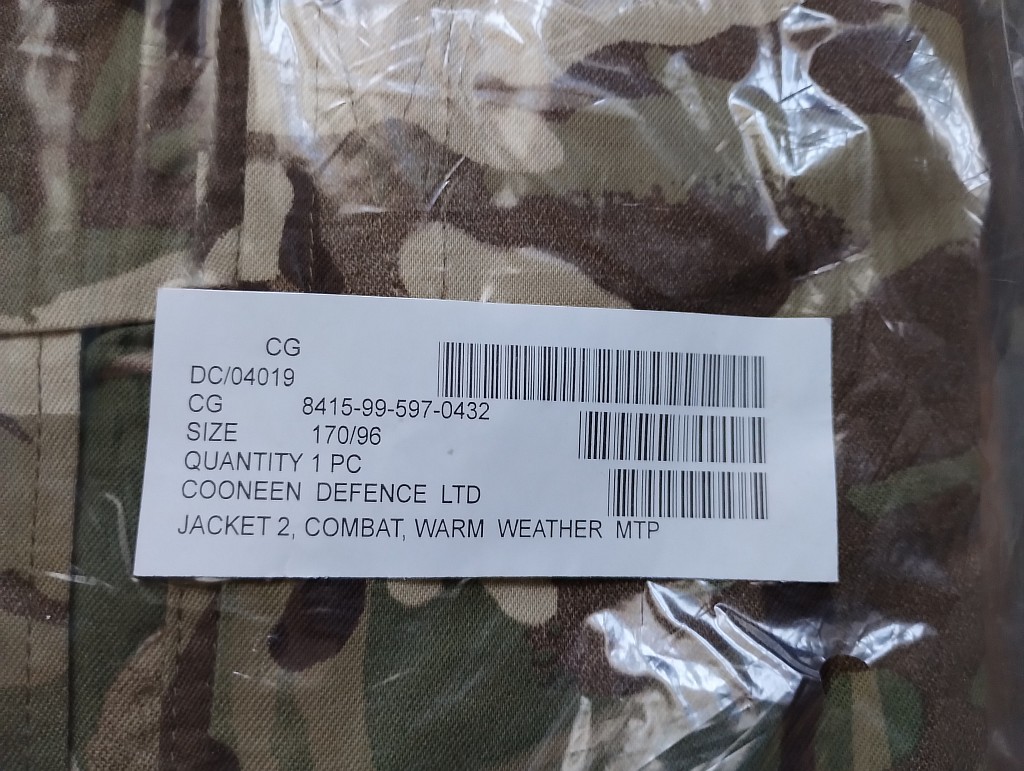 CG
DC/04019
CG 8415-99-597-0432
SIZE 170/96
QUANTITY 1 PC
COONEEN DEFENCE LTD
JACKET 2, COMBAT, WARM WEATHER MTP